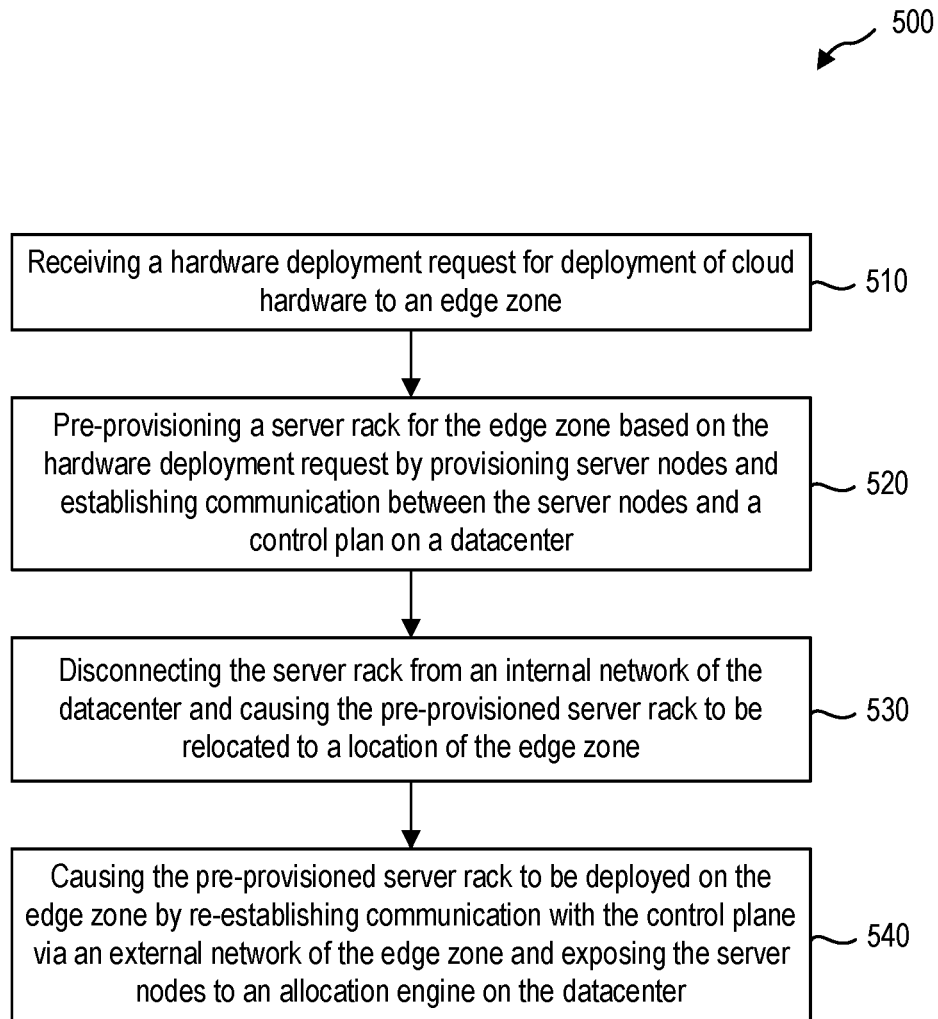 500
Receiving a hardware deployment request for deployment of cloud
hardware to an edge zone
510
Pre-provisioning a server rack for the edge zone based on the
hardware deployment request by provisioning server nodes and
establishing communication between the server nodes and a
control plan on a datacenter
520
Disconnecting the server rack from an internal network of the
datacenter and causing the pre-provisioned server rack to be
relocated to a location of the edge zone
530
Causing the pre-provisioned server rack to be deployed on the
edge zone by re-establishing communication with the control plane
via an external network of the edge zone and exposing the server
nodes to an allocation engine on the datacenter
540